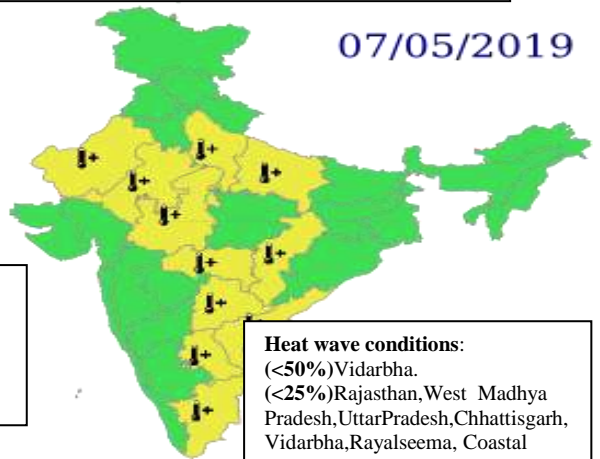 07/05/2019
Heat wave conditions:
(<50%)Vidarbha.
(<25%)Rajasthan,West Madhya
Pradesh,UttarPradesh,Chhattisgarh,
Vidarbha,Rayalseema, Coastal